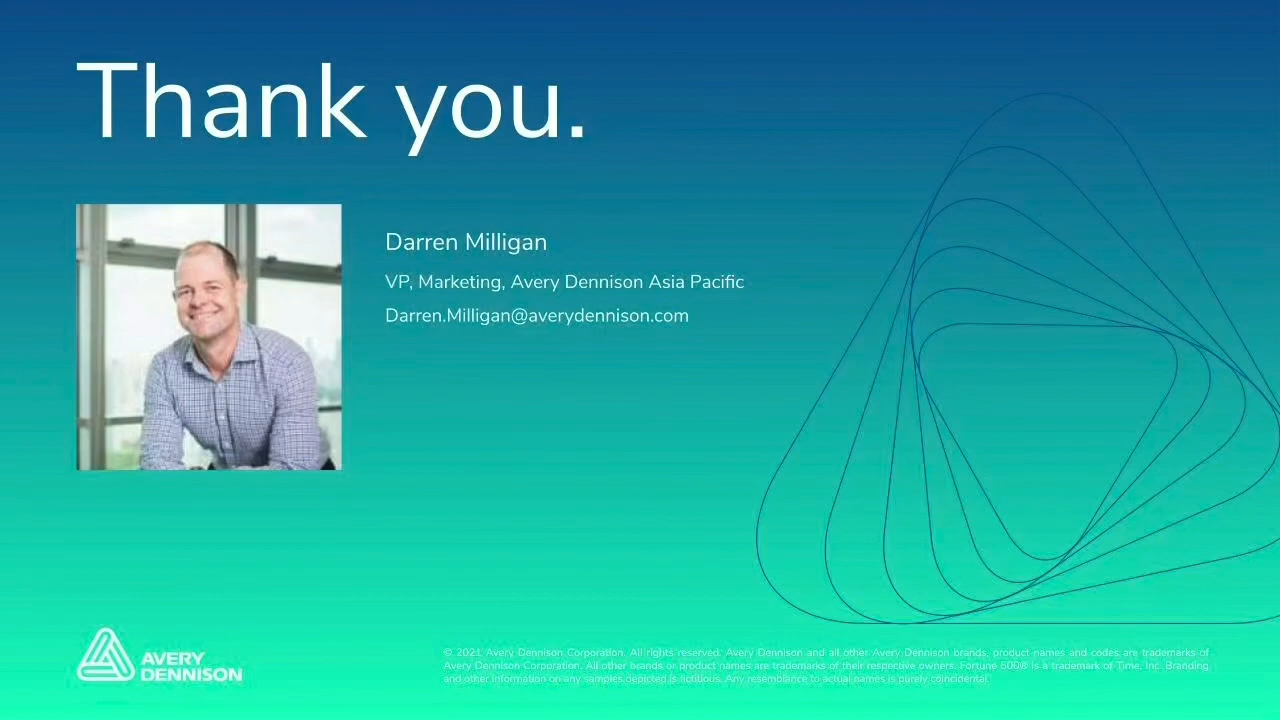 Thank you.
Darren Milligan
VP, Marketing, Avery Dennison Asia Pacific
Darren.Milligan@averydennison.com
AVERY
DENNISON
© 2021 Avery Dennison Corporation. All rights reserved. Avery Dennison and all other Avery Dennison brands, product names and codes are trademarks of
Avery Dennison Corporation. All other brands or product names are trademarks of their respective owners. Fortune 500® is a trademark of Time, Inc. Branding
and other information on any samples depicted is fictitious. Any resemblance to actual names is purely coincidental.